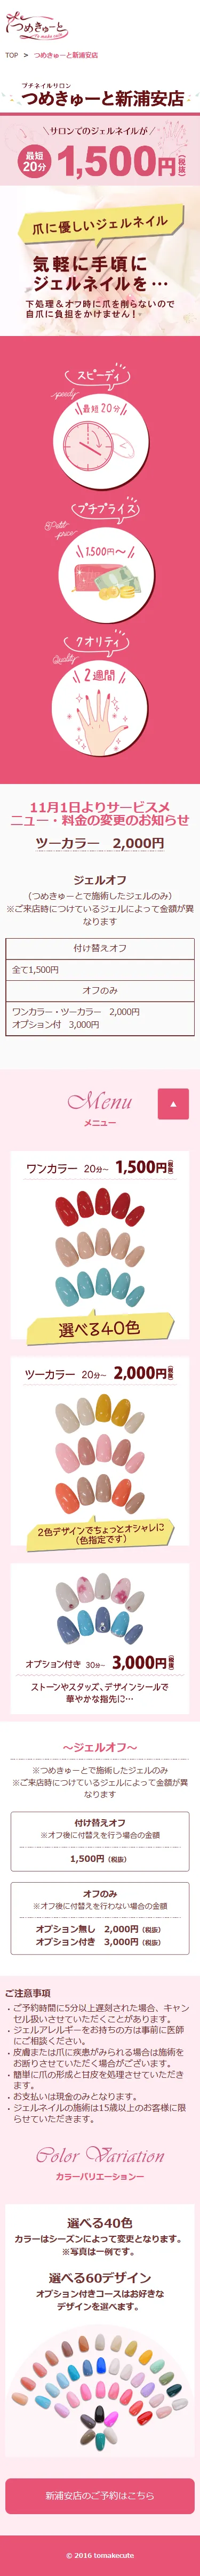 つめきゅーと
TOP > つめきゅーと新浦安店
プチネイルサロン
つめきゅーと新浦安店
サロンでのジェルネイルが
最短
20分
1,500円(税抜)
爪に優しいジェルネイル
気軽に手頃に
ジェルネイルを…
下処理＆オフ時に爪を削らないので
自爪に負担をかけません！
スピーディ
speedy
最短20分
プチプライス
Petit-price
1,500円～
クオリティ
Quality
2週間
11月1日よりサービスメ
ニュー・料金の変更のお知らせ
ツーカラー　2,000円
ジェルオフ
（つめきゅーとで施術したジェルのみ）
※ご来店時につけているジェルによって金額が異
なります
付け替えオフ
全て1,500円
オフのみ
ワンカラー・ツーカラー　2,000円
オプション付　3,000円
Menu
▲
メニュー
ワンカラー 20分～ 1,500円(税抜)
選べる40色
ツーカラー 20分～ 2,000円(税抜)
2色デザインでちょっとオシャレに
（色指定です）
オプション付き 30分～ 3,000円(税抜)
ストーンやスタッズ、デザインシールで
華やかな指先に…
～ジェルオフ～
※つめきゅーとで施術したジェルのみ
※ご来店時につけているジェルによって金額が異
なります
付け替えオフ
※オフ後に付替えを行う場合の金額
1,500円（税抜）
オフのみ
※オフ後に付替えを行わない場合の金額
オプション無し　2,000円（税抜）
オプション付き　3,000円（税抜）
ご注意事項
・ご予約時間に5分以上遅刻された場合、キャン
セル扱いさせていただくことがあります。
・ジェルアレルギーをお持ちの方は事前に医師
にご相談ください。
・皮膚または爪に疾患がみられる場合は施術を
お断りさせていただく場合がございます。
・簡単に爪の形成と甘皮を処理させていただき
ます。
・お支払いは現金のみとなります。
・ジェルネイルの施術は15歳以上のお客様に限
らせていただきます。
Color Variation
カラーバリエーションー
選べる40色
カラーはシーズンによって変更となります。
※写真は一例です。
選べる60デザイン
オプション付きコースはお好きな
デザインを選べます。
新浦安店のご予約はこちら
© 2016 tomakecute